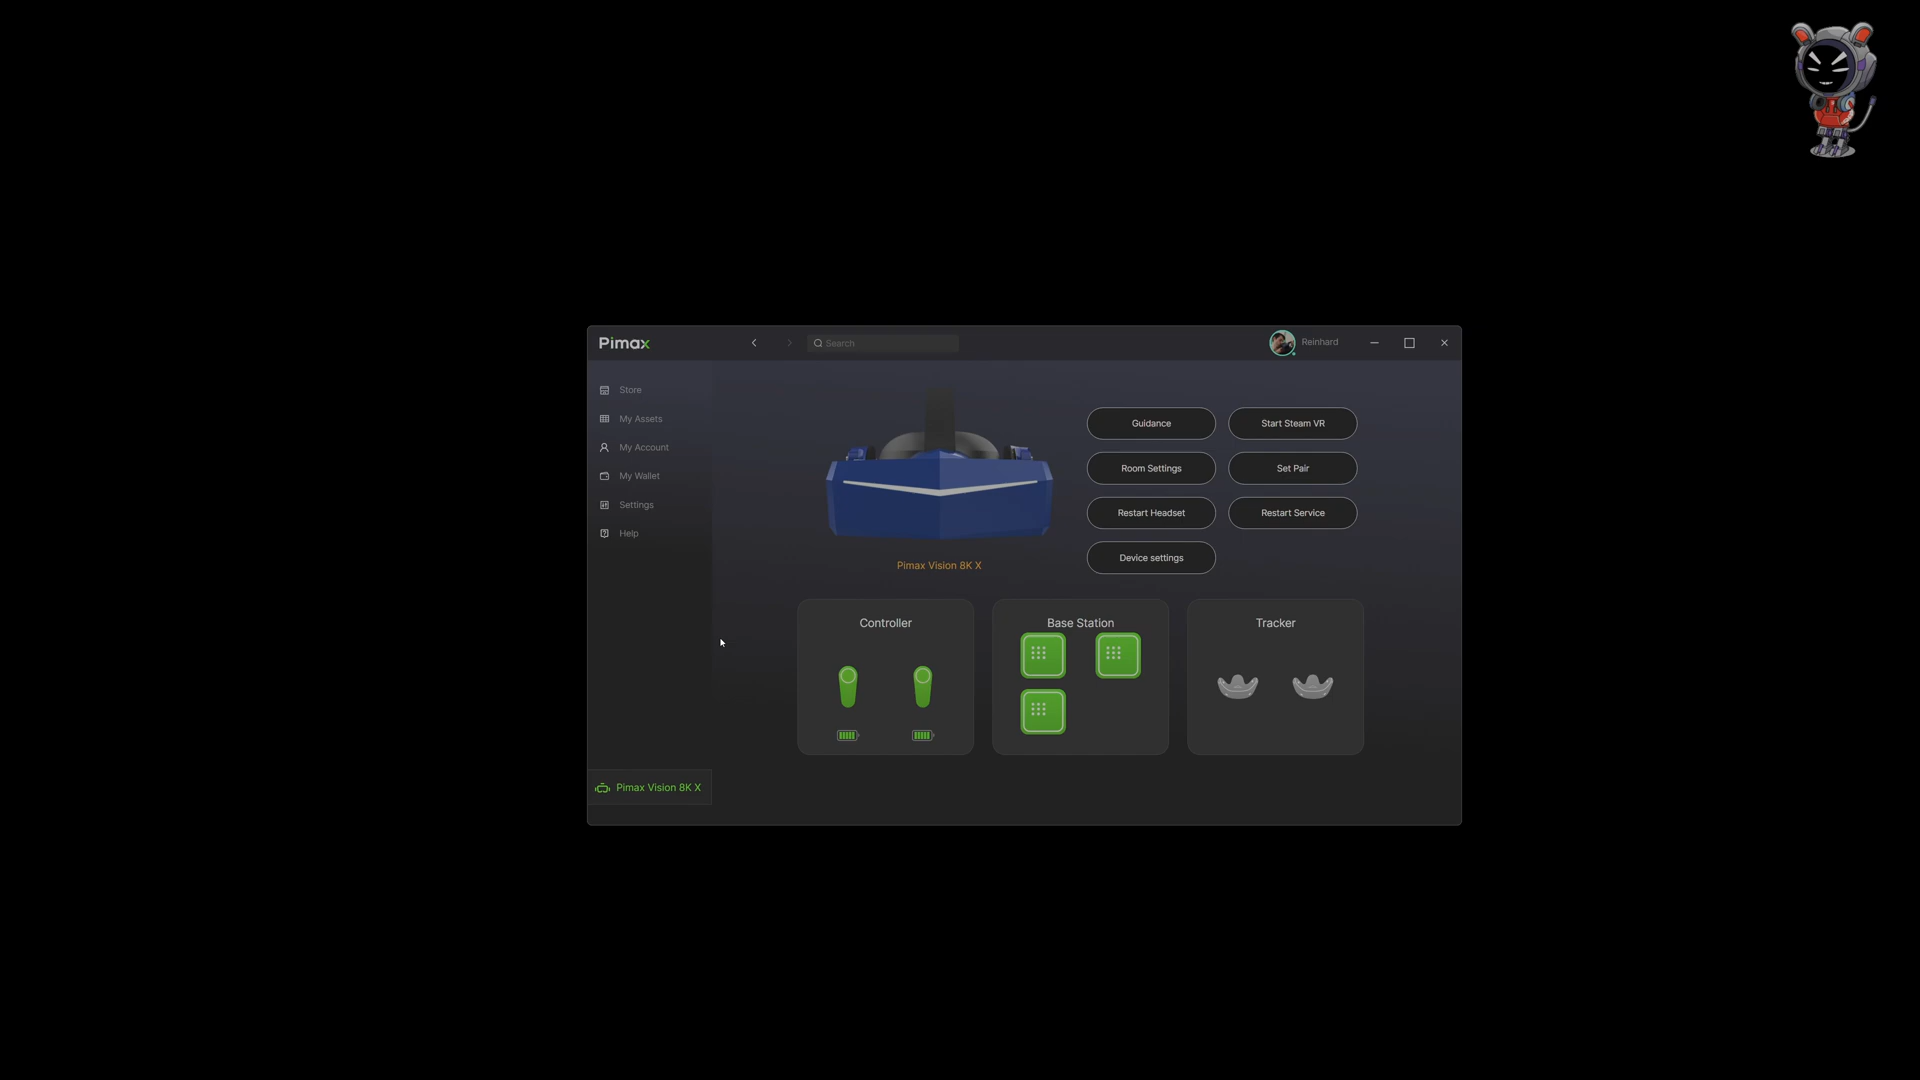 Pimax
Search
Reinhard
Store
My Assets
My Account
My Wallet
Settings
Help
Guidance
Start Steam VR
Room Settings
Set Pair
Restart Headset
Restart Service
Device settings
Pimax Vision 8K X
Controller
Base Station
Tracker
Pimax Vision 8K X